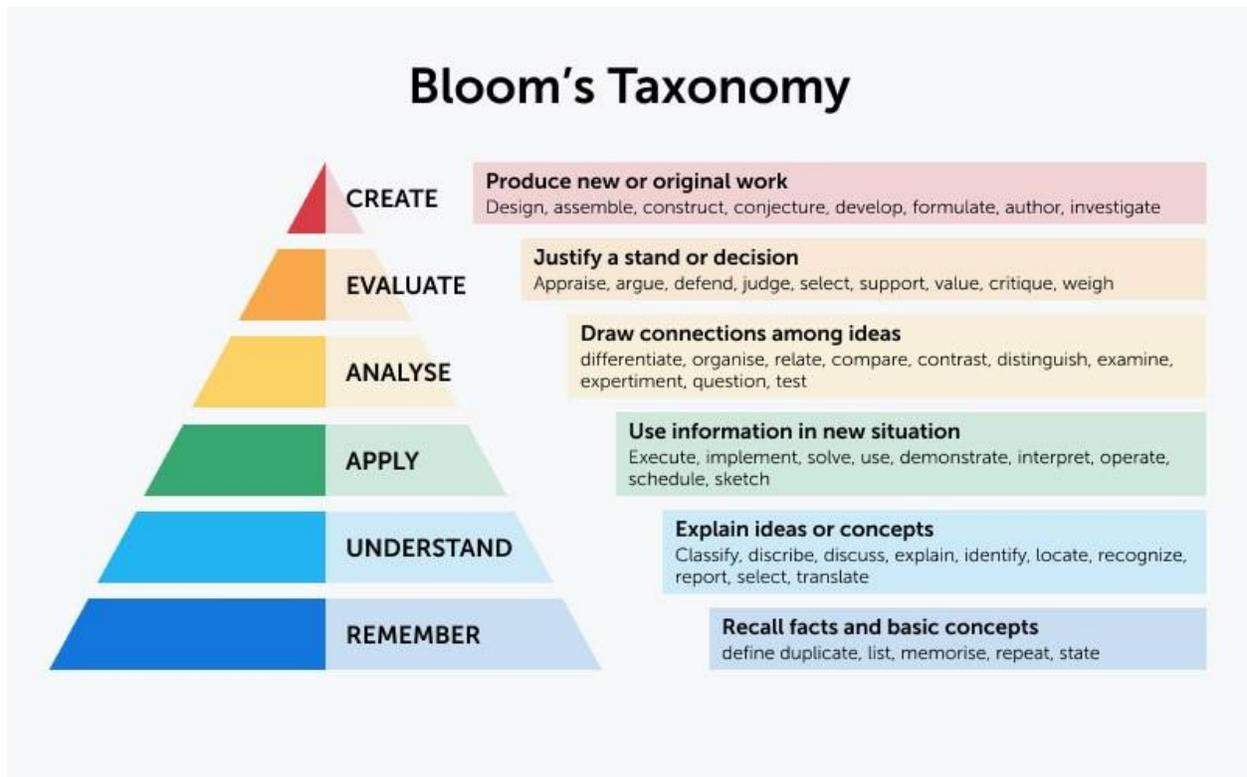 Bloom's Taxonomy
CREATE
Produce new or original work
Design, assemble, construct, conjecture, develop, formulate, author, investigate
EVALUATE
Justify a stand or decision
Appraise, argue, defend, judge, select, support, value, critique, weigh
ANALYSE
Draw connections among ideas
differentiate, organise, relate, compare, contrast, distinguish, examine,
expertiment, question, test
APPLY
Use information in new situation
Execute, implement, solve, use, demonstrate, interpret, operate,
schedule, sketch
UNDERSTAND
Explain ideas or concepts
Classify, discribe, discuss, explain, identify, locate, recognize,
report, select, translate
REMEMBER
Recall facts and basic concepts
define duplicate, list, memorise, repeat, state